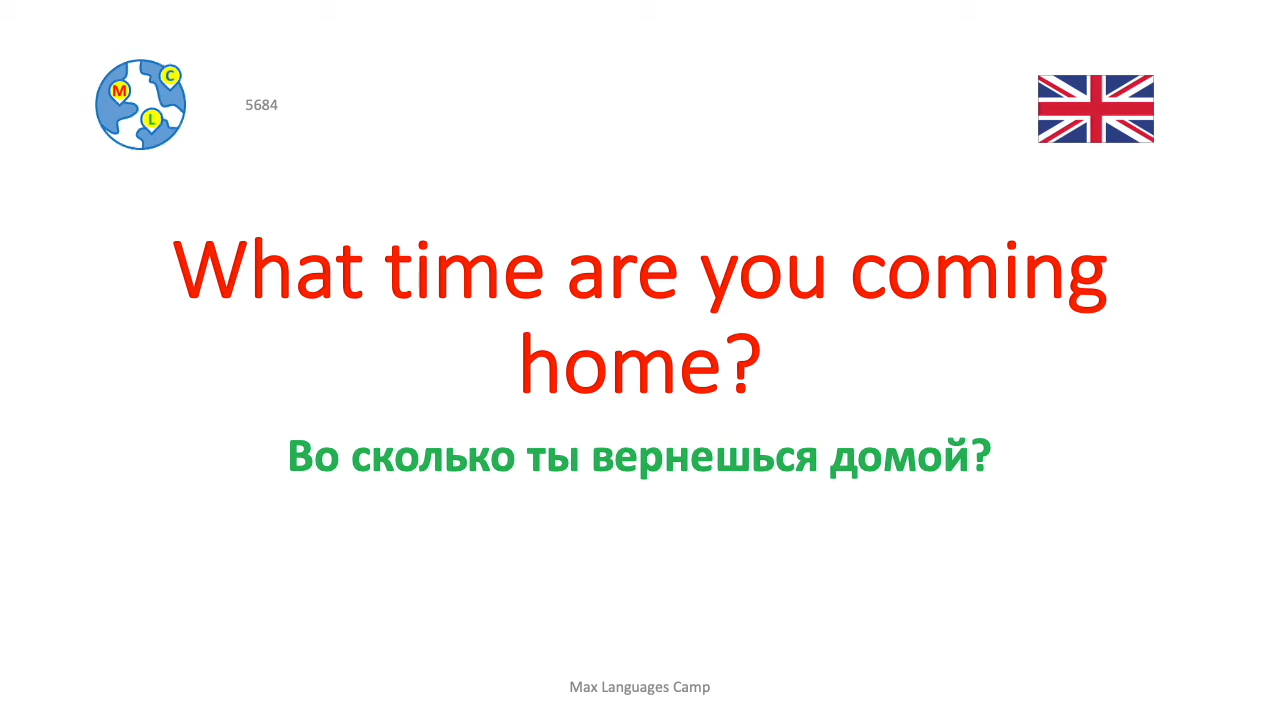 M
C
L
5684
What time are you coming
home?
Во сколько ты вернешься домой?
Max Languages Camp